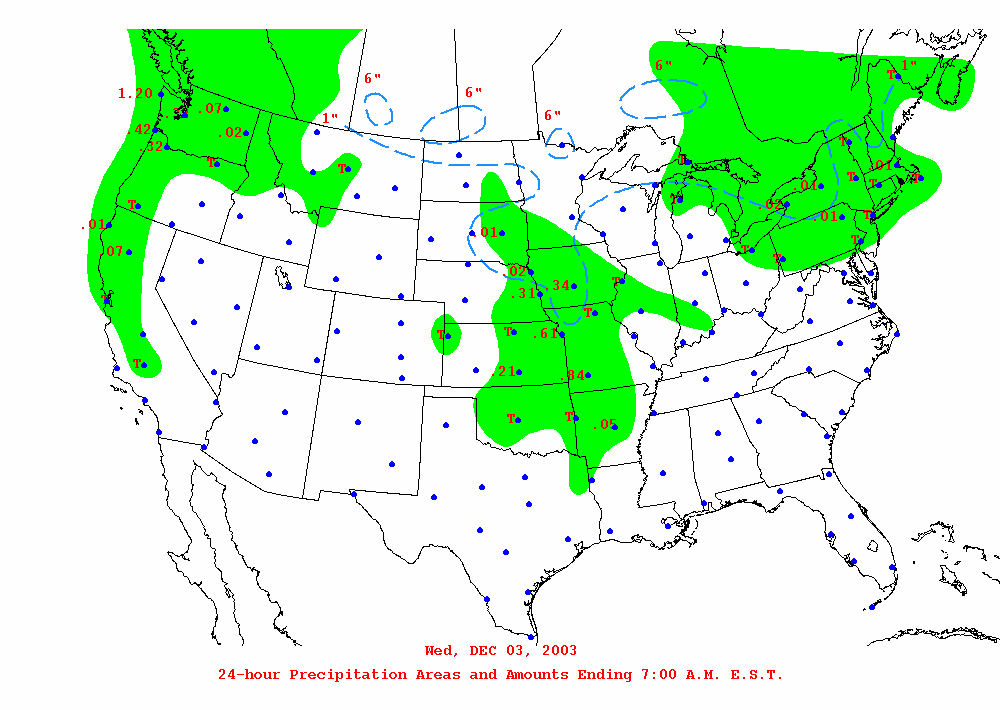 6" 1"
6"
6" 6"
1.20 .07 T
1"
.42 .02
.32
T T T T
T .01
.01 .02 T T T
.01 .01 T
.07 .02 T T T
T .31 .34 T
T T T .61
T .21 .84
T T .05
Wed, DEC 03, 2003
24-hour Precipitation Areas and Amounts Ending 7:00 A.M. E.S.T.